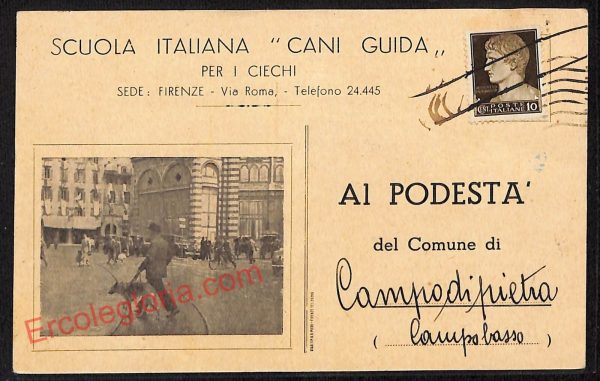 SCUOLA ITALIANA "CANI GUIDA„
PER I CIECHI
SEDE: FIRENZE - Via Roma, - Telefono 24.445
CENT. POSTE ITALIANE 10
Al PODESTA'
del Comune di
Campodipietra
(Campobasso)
Ercolegloria.com